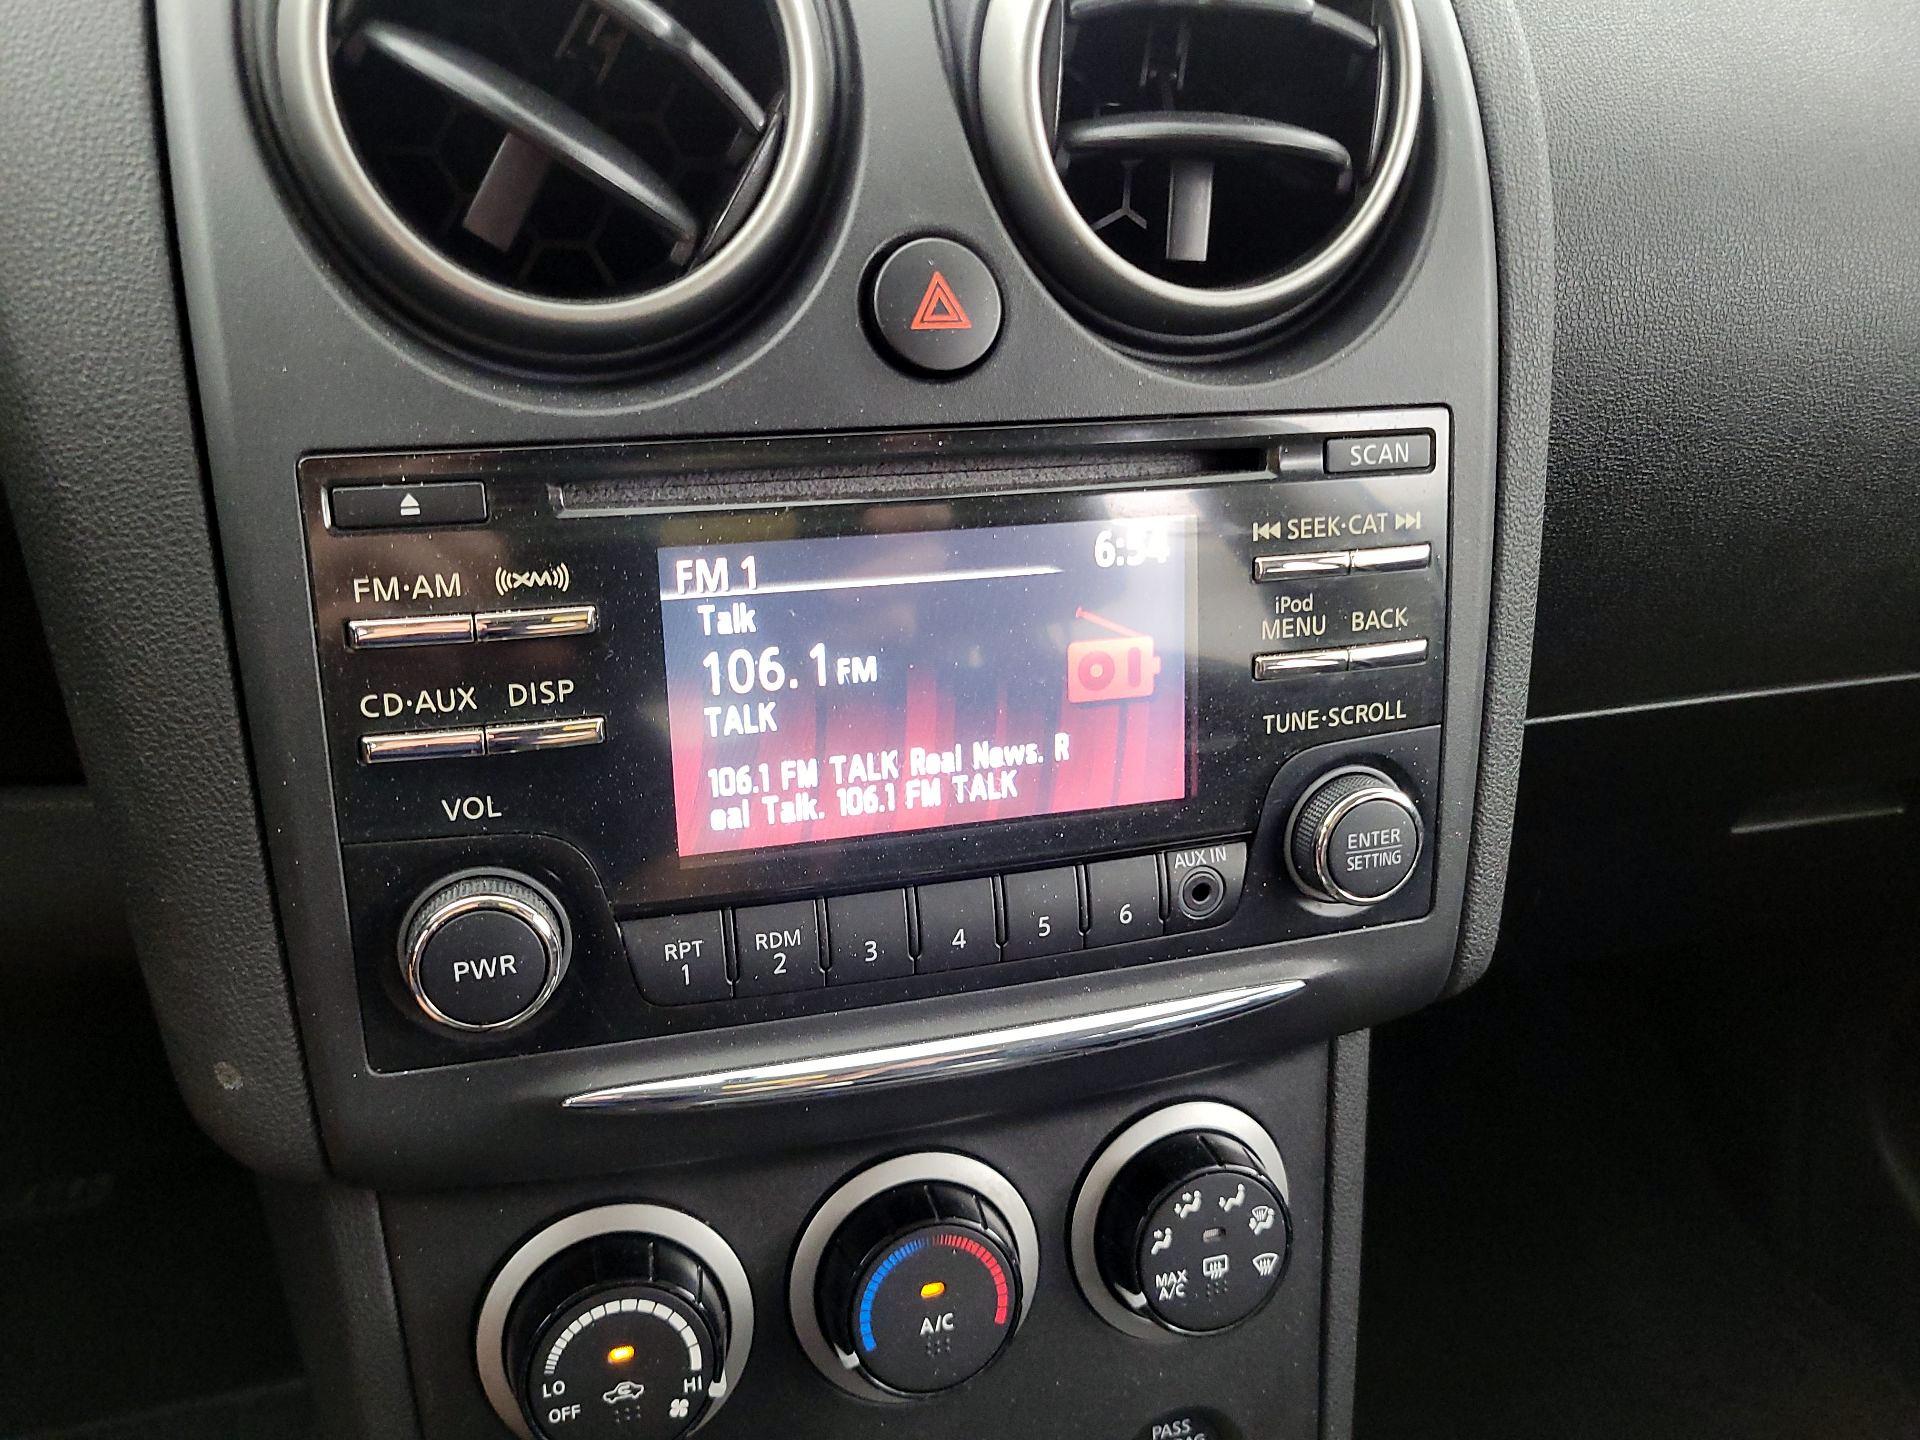 SCAN
SEEK·CAT
FM·AM
XM
FM 1
6:54
iPod
MENU
BACK
Talk
106.1 FM
TALK
CD·AUX
DISP
TUNE·SCROLL
106.1 FM TALK Real News. R
eal Talk. 106.1 FM TALK
VOL
ENTER
SETTING
AUX IN
PWR
RPT
1
RDM
2
3
4
5
6
MAX
A/C
A/C
LO
HI
OFF
PASS